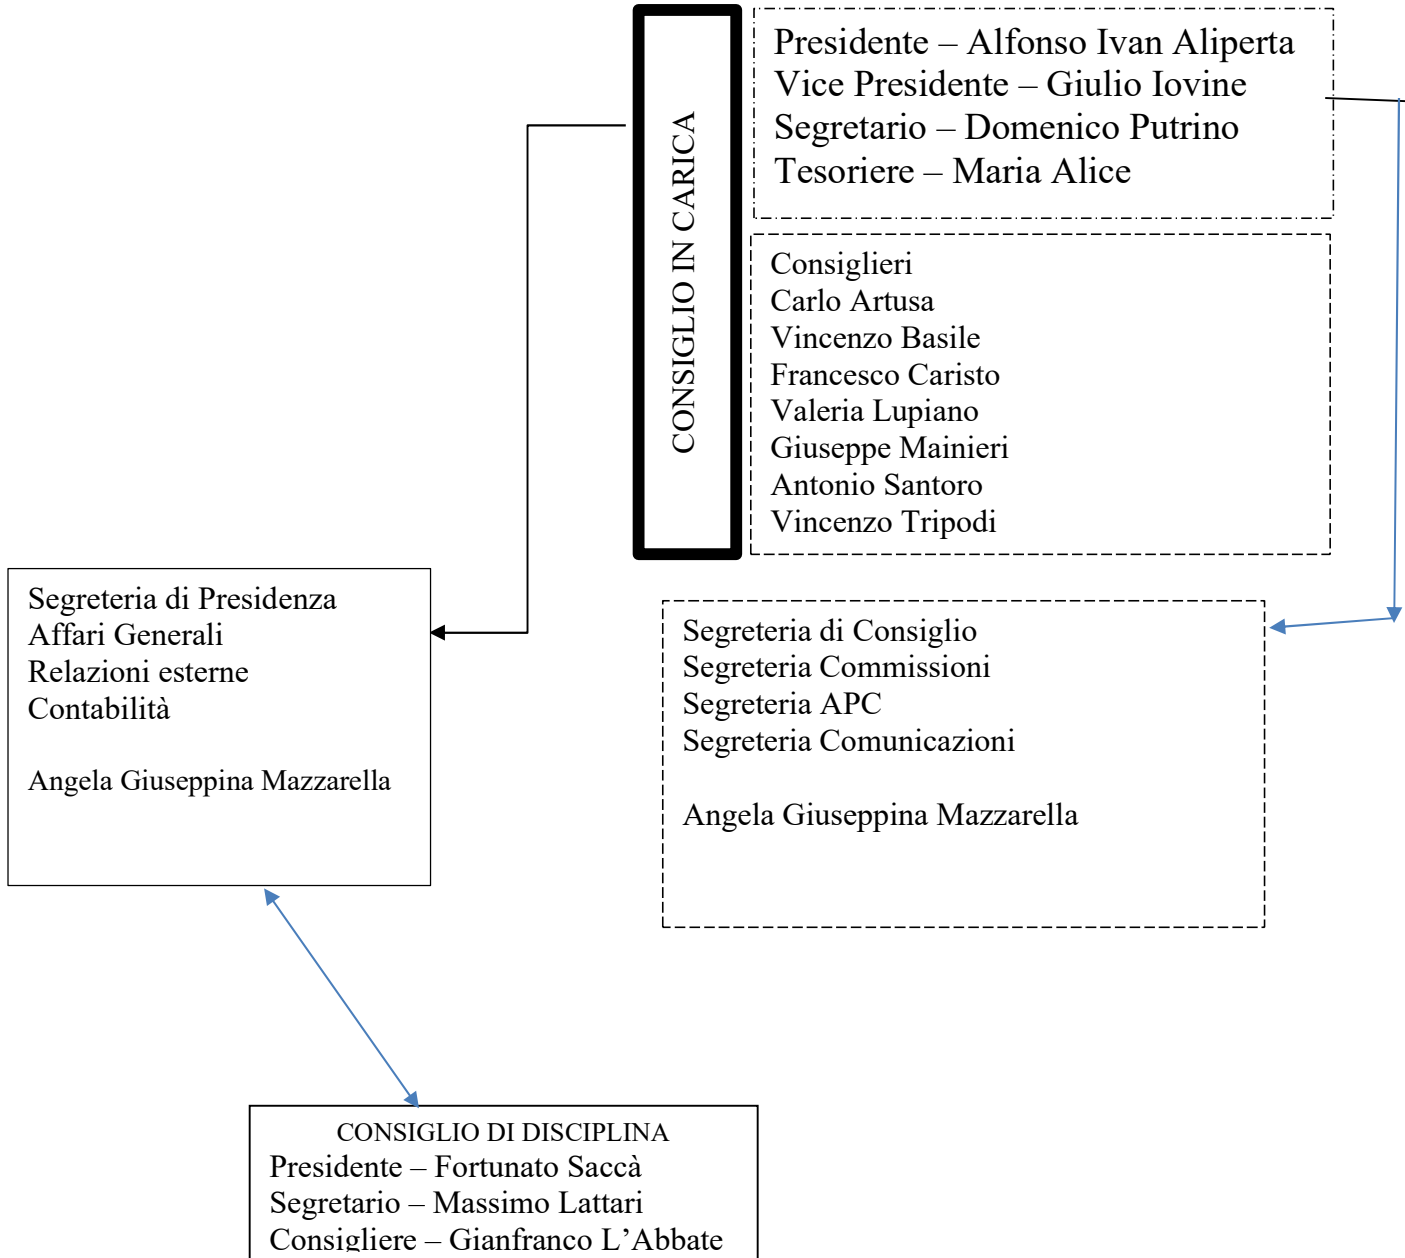 CONSIGLIO IN CARICA
Presidente – Alfonso Ivan Aliperta
Vice Presidente – Giulio Iovine
Segretario – Domenico Putrino
Tesoriere – Maria Alice
Consiglieri
Carlo Artusa
Vincenzo Basile
Francesco Caristo
Valeria Lupiano
Giuseppe Mainieri
Antonio Santoro
Vincenzo Tripodi
Segreteria di Presidenza
Affari Generali
Relazioni esterne
Contabilità
Angela Giuseppina Mazzarella
Segreteria di Consiglio
Segreteria Commissioni
Segreteria APC
Segreteria Comunicazioni
Angela Giuseppina Mazzarella
CONSIGLIO DI DISCIPLINA
Presidente – Fortunato Saccà
Segretario – Massimo Lattari
Consigliere – Gianfranco L’Abbate